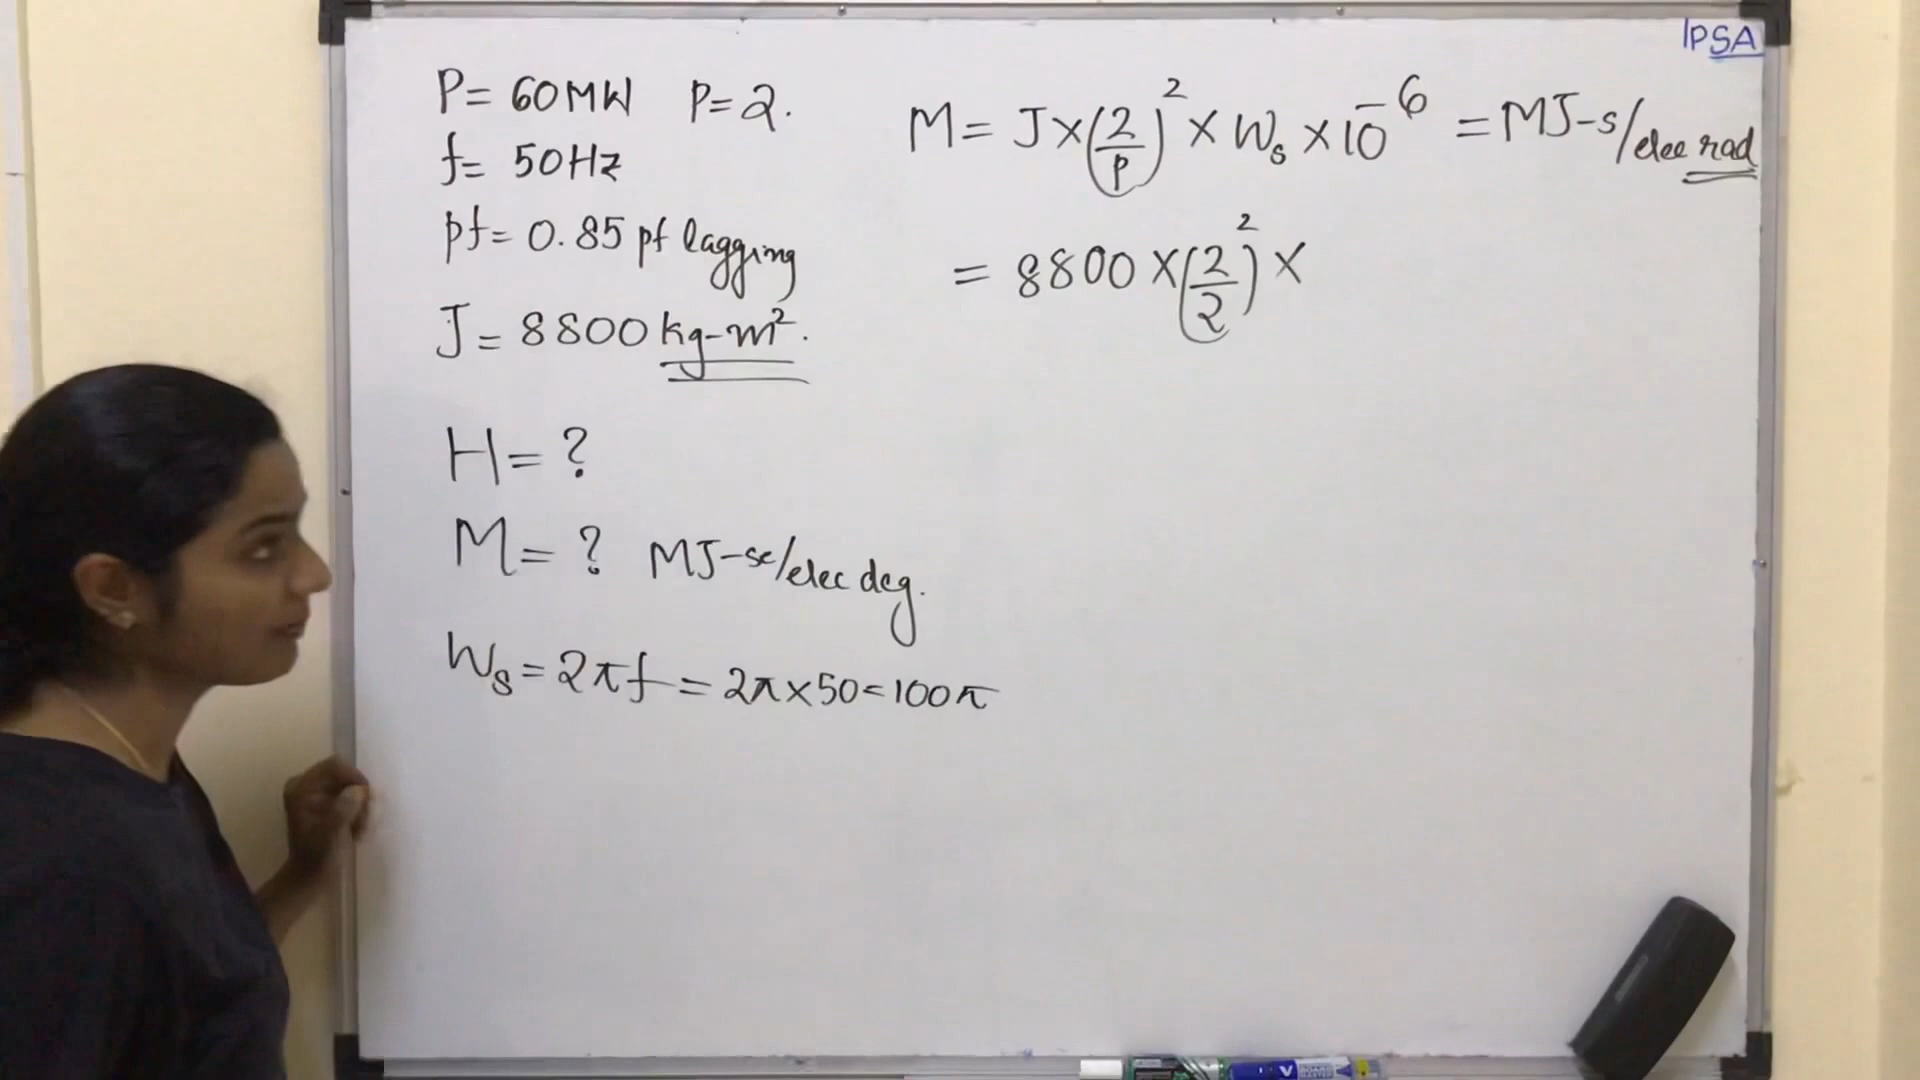 IPSA
P= 60MW P=2.
f= 50Hz
pf= 0.85 pf lagging
J= 8800 kg-m².
H= ?
M= ? MJ-se/elec deg.
Ws = 2πf = 2π×50=100π
M= J×(2/P)² × Ws ×10⁻⁶ = MJ-s/elec rad
= 8800 ×(2/2)² ×